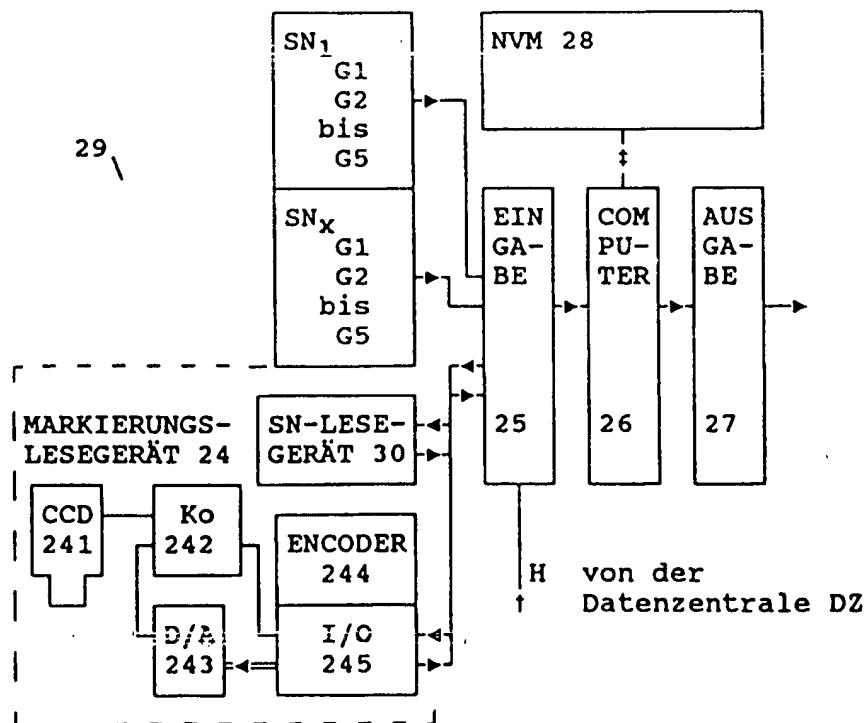 SN1
G1
G2
bis
G5
NVM 28
29
SNx
G1
G2
bis
G5
EIN
GA-
BE
25
COM
PU-
TER
26
AUS
GA-
BE
27
MARKIERUNGS-
LESEGERÄT 24
SN-LESE-
GERÄT 30
CCD
241
Ko
242
ENCODER
244
D/A
243
I/O
245
H von der
Datenzentrale DZ